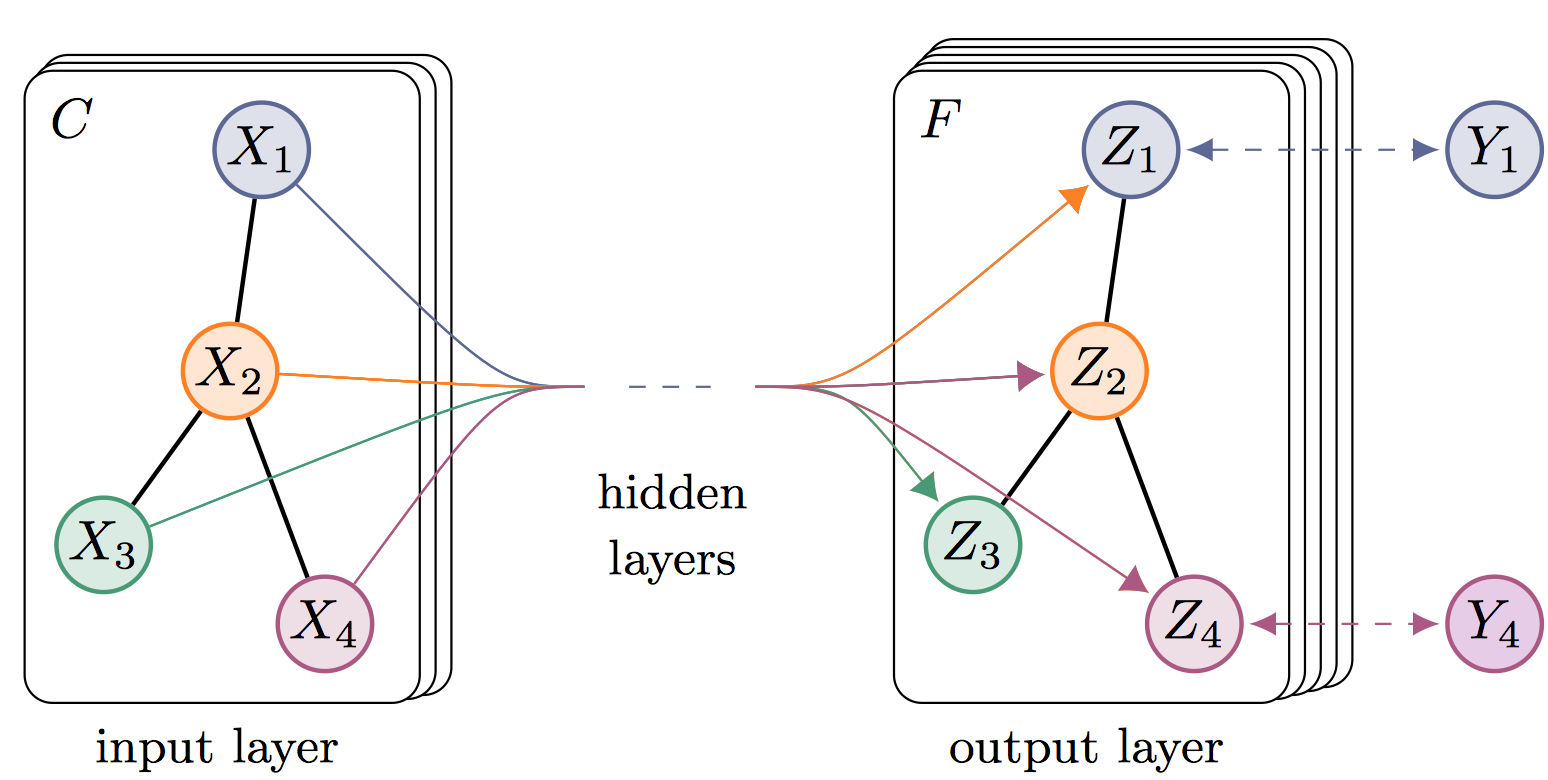 C
X₁
X₂
X₃
X₄
input layer
hidden
layers
F
Z₁
Z₂
Z₃
Z₄
output layer
Y₁
Y₄